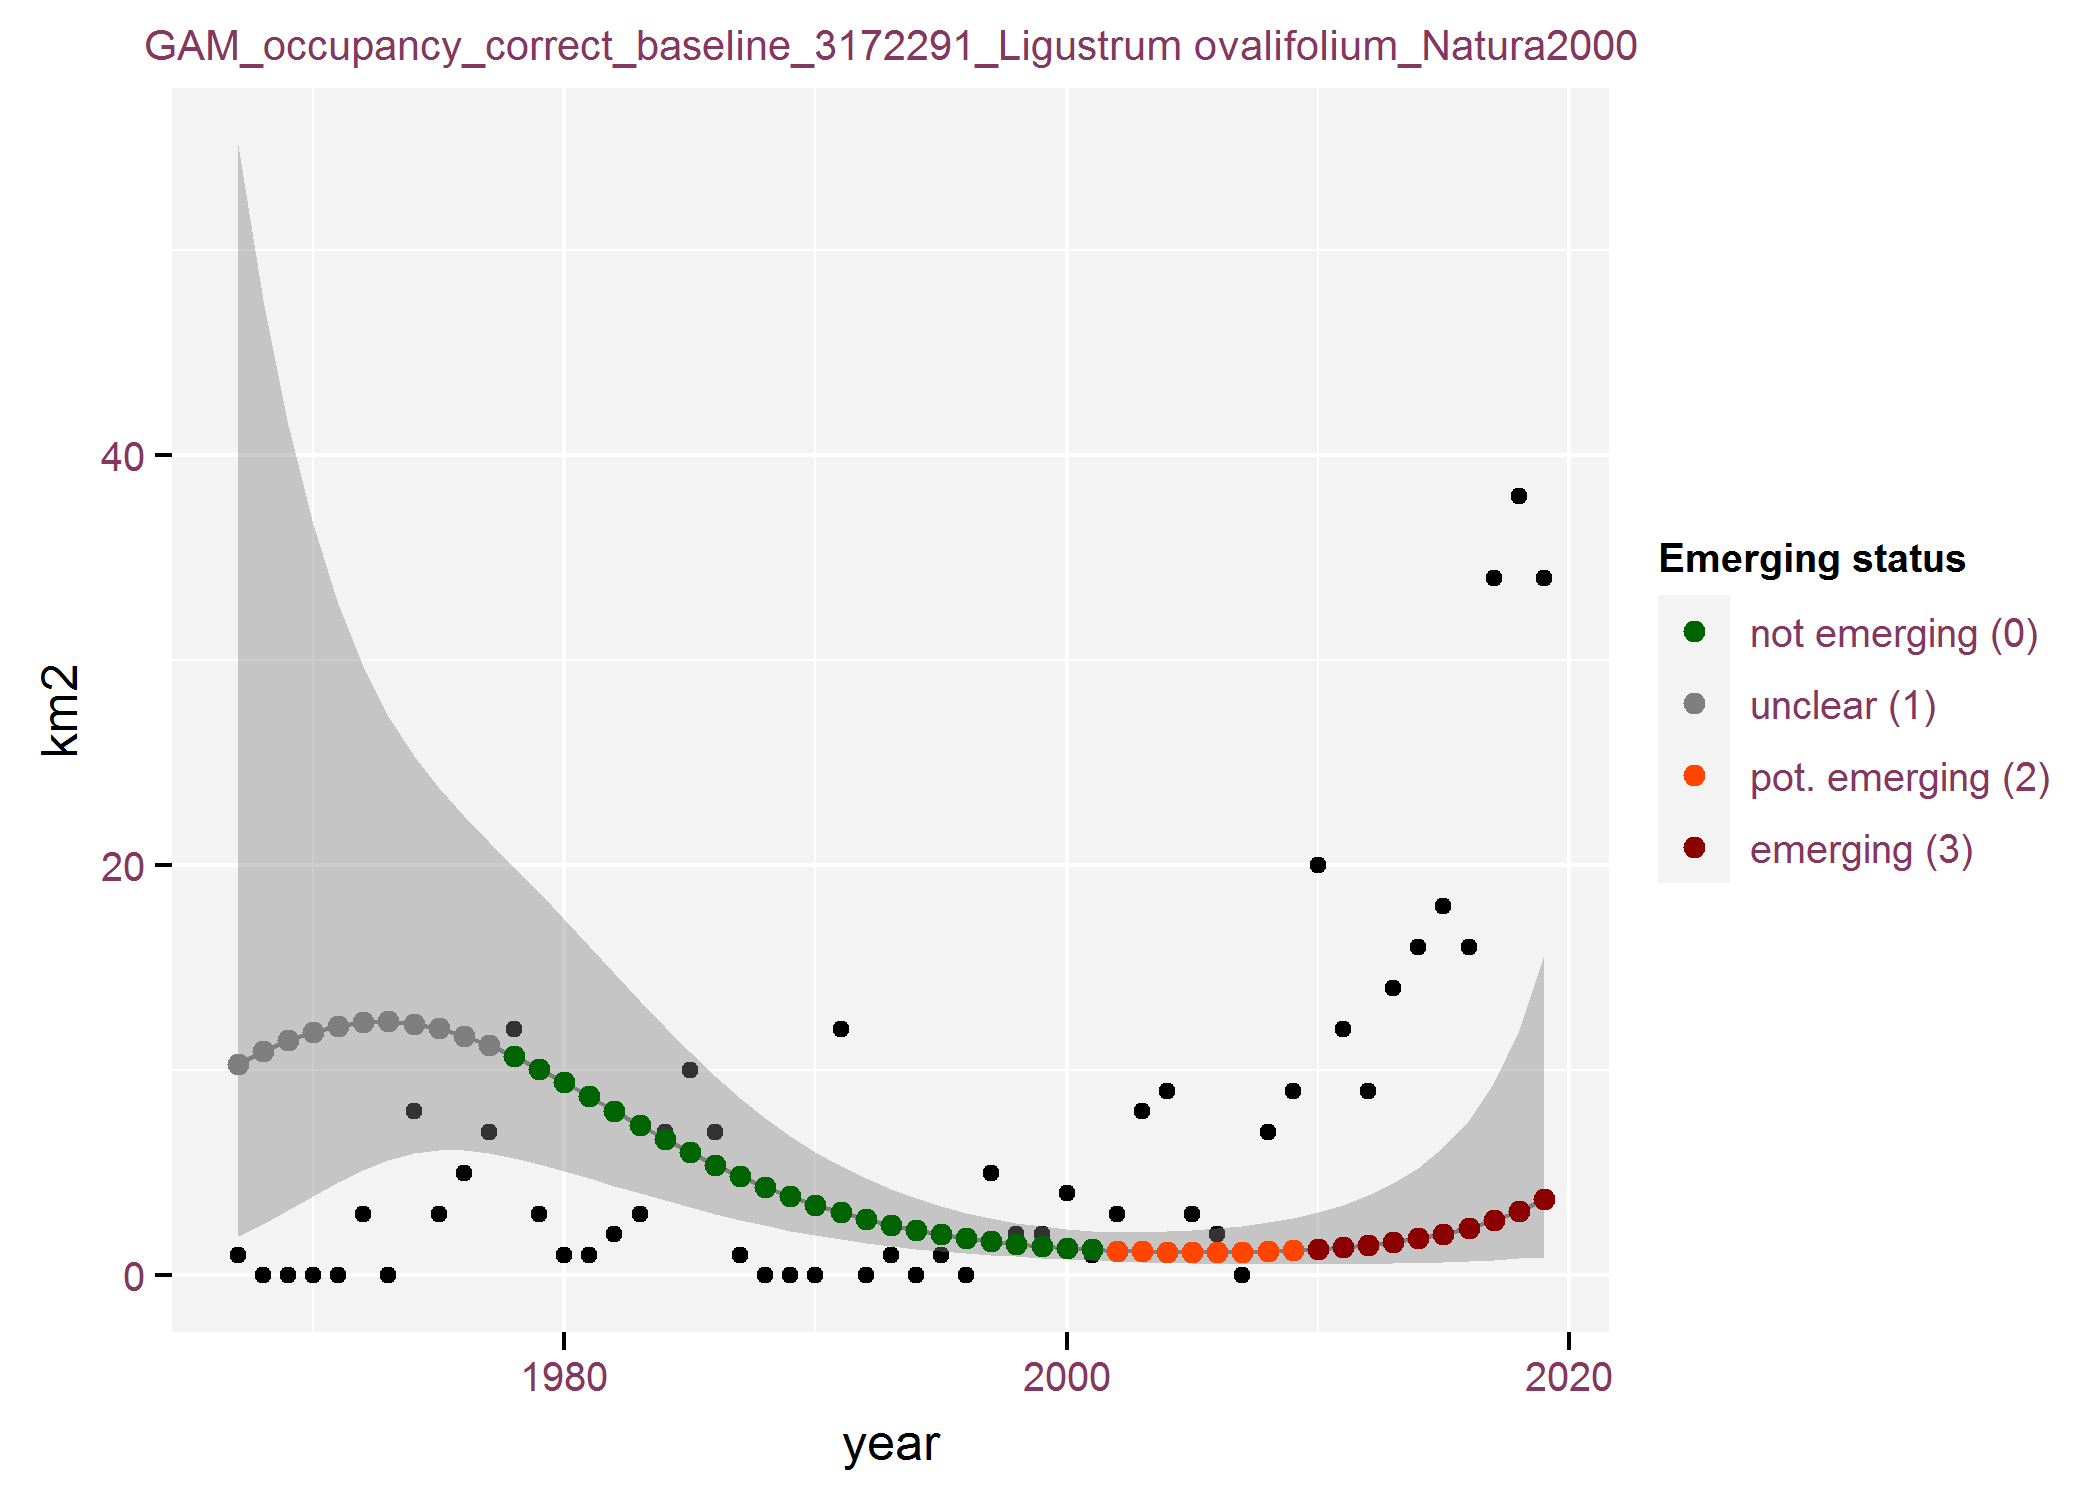 GAM_occupancy_correct_baseline_3172291_Ligustrum ovalifolium_Natura2000
km2
40
20
0
1980
2000
2020
year
Emerging status
not emerging (0)
unclear (1)
pot. emerging (2)
emerging (3)